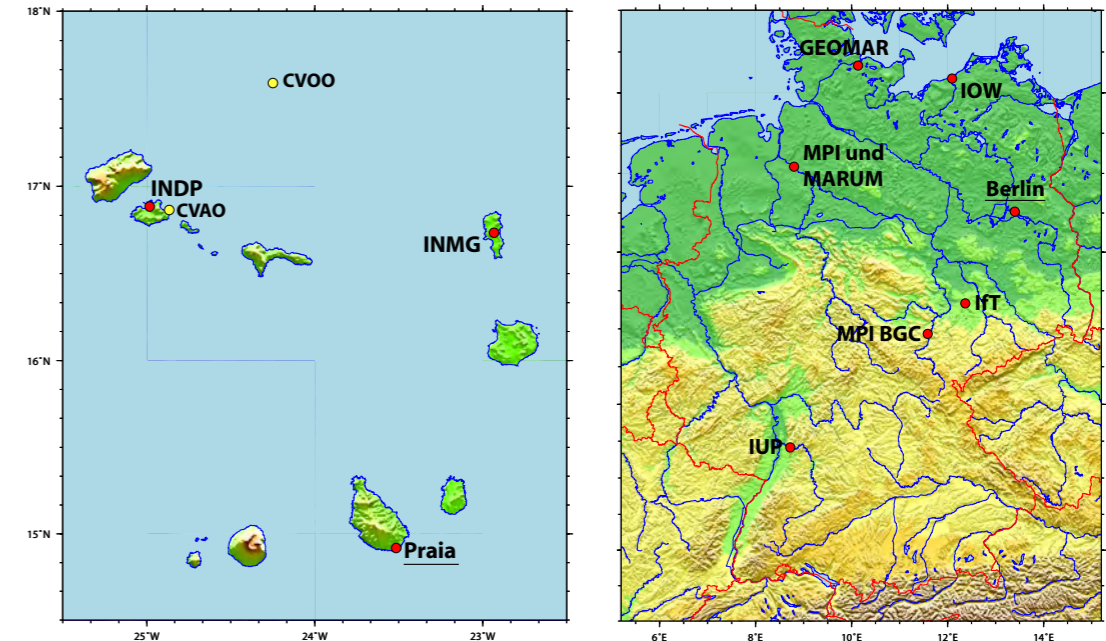 18°N
CVOO
17°N
INDP
CVAO
INMG
16°N
15°N
Praia
25°W
24°W
23°W
GEOMAR
IOW
MPI und
MARUM
Berlin
IfT
MPI BGC
IUP
6°E
8°E
10°E
12°E
14°E